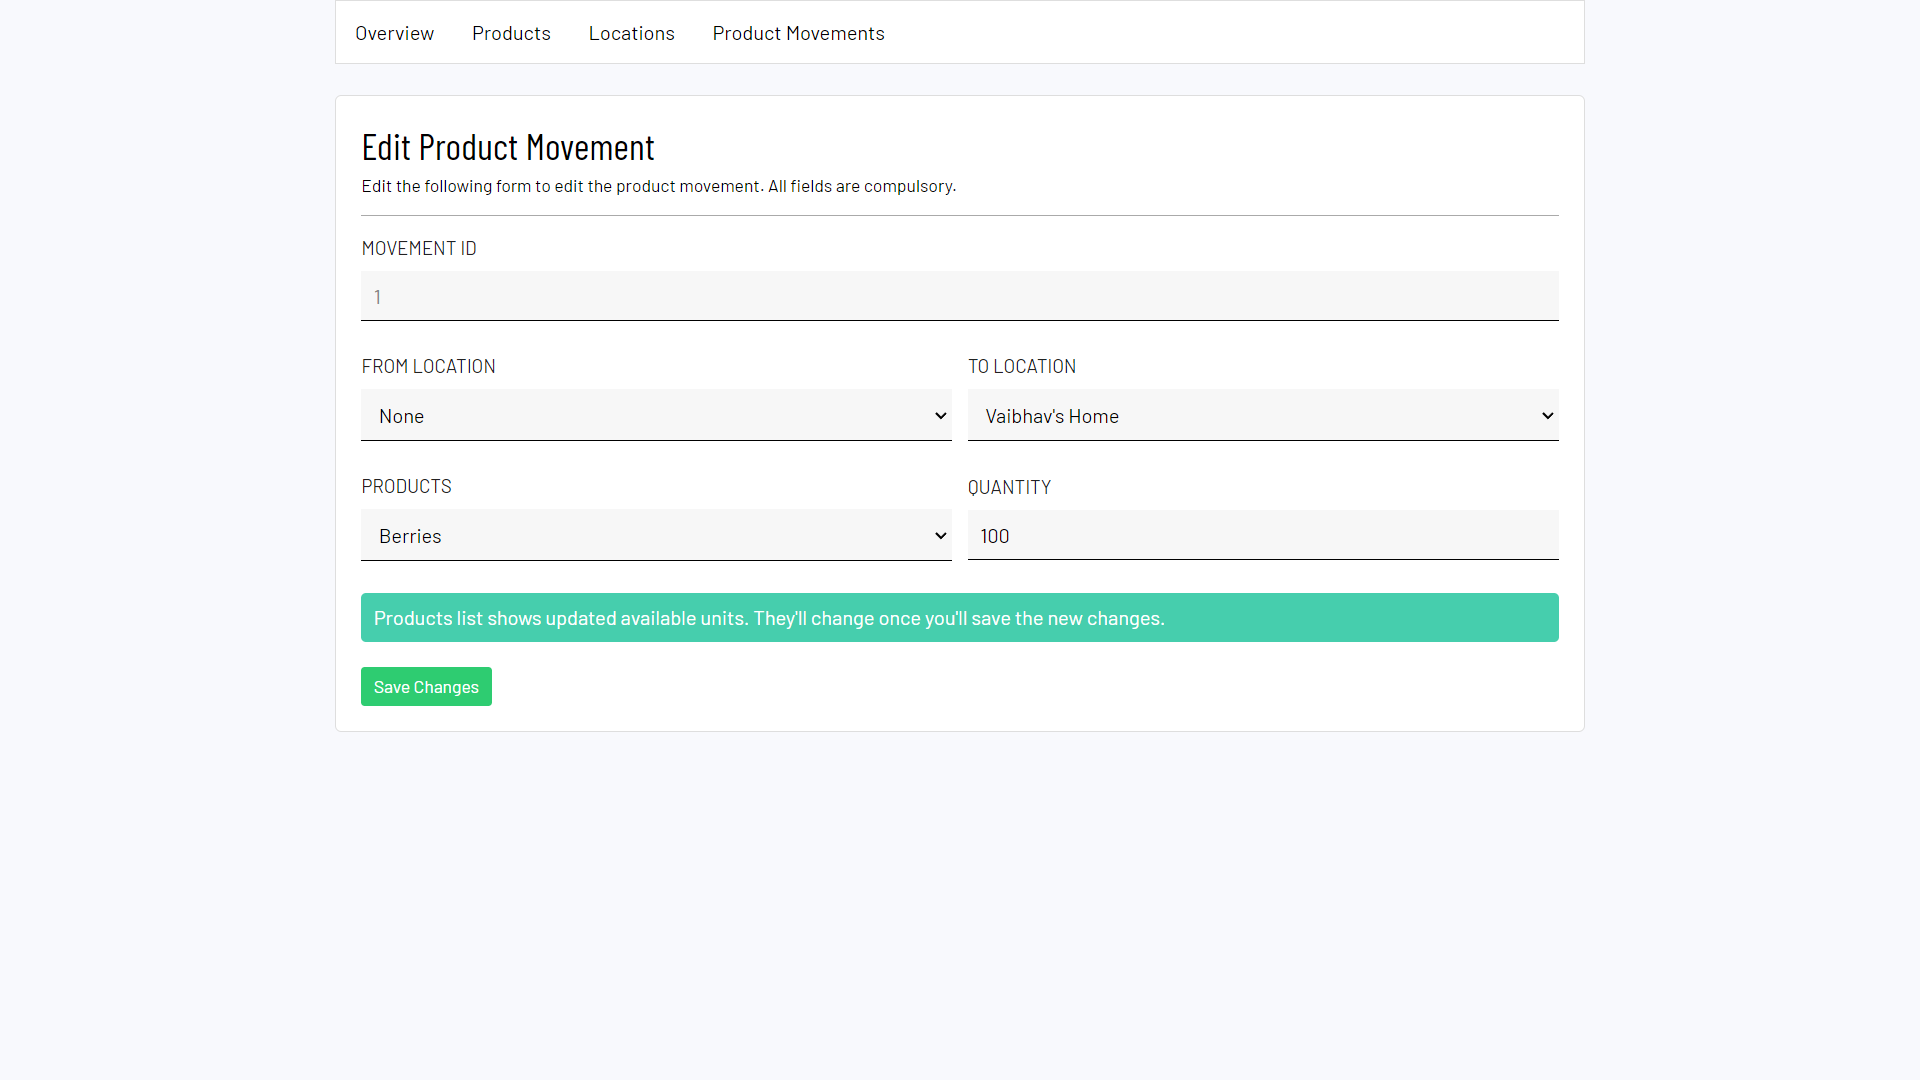 Overview Products Locations Product Movements
Edit Product Movement
Edit the following form to edit the product movement. All fields are compulsory.
MOVEMENT ID
1
FROM LOCATION TO LOCATION
None Vaibhav's Home
PRODUCTS QUANTITY
Berries 100
Products list shows updated available units. They'll change once you'll save the new changes.
Save Changes